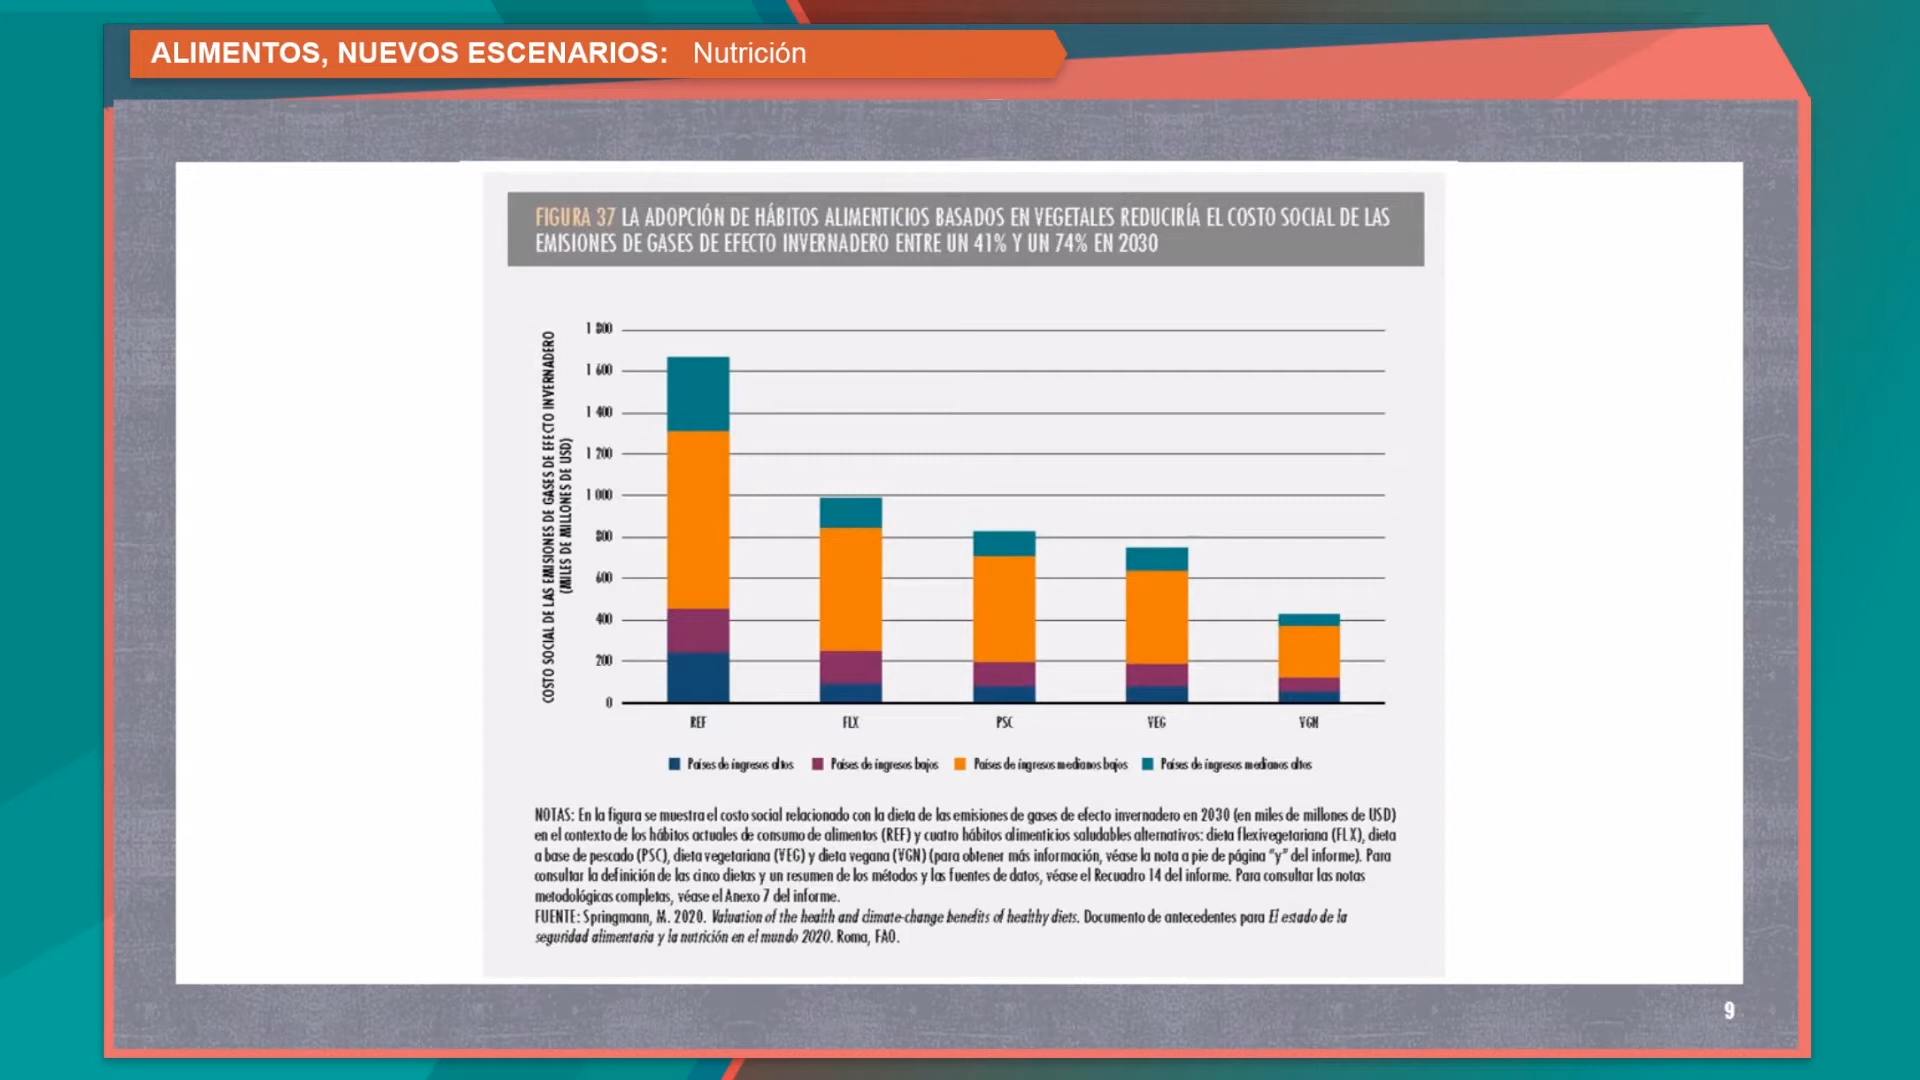 ALIMENTOS, NUEVOS ESCENARIOS: Nutrición
FIGURA 37 LA ADOPCIÓN DE HÁBITOS ALIMENTICIOS BASADOS EN VEGETALES REDUCIRÍA EL COSTO SOCIAL DE LAS
EMISIONES DE GASES DE EFECTO INVERNADERO ENTRE UN 41% Y UN 74% EN 2030
COSTO SOCIAL DE LAS EMISIONES DE GASES DE EFECTO INVERNADERO
(MILES DE MILLONES DE USD)
1 800
1 600
1 400
1 200
1 000
800
600
400
200
0
REF FLX PSC VEG VGN
Países de ingresos altos Países de ingresos bajos Países de ingresos medianos bajos Países de ingresos medianos altos
NOTAS: En la figura se muestra el costo social relacionado con la dieta de las emisiones de gases de efecto invernadero en 2030 (en miles de millones de USD)
en el contexto de los hábitos actuales de consumo de alimentos (REF) y cuatro hábitos alimenticios saludables alternativos: dieta flexivegetariana (FLX), dieta
a base de pescado (PSC), dieta vegetariana (VEG) y dieta vegana (VGN) (para obtener más información, véase la nota a pie de página "y" del informe). Para
consultar la definición de las cinco dietas y un resumen de los métodos y las fuentes de datos, véase el Recuadro 14 del informe. Para consultar las notas
metodológicas completas, véase el Anexo 7 del informe.
FUENTE: Springmann, M. 2020. Valuation of the health and climate-change benefits of healthy diets. Documento de antecedentes para El estado de la
seguridad alimentaria y la nutrición en el mundo 2020. Roma, FAO.
9